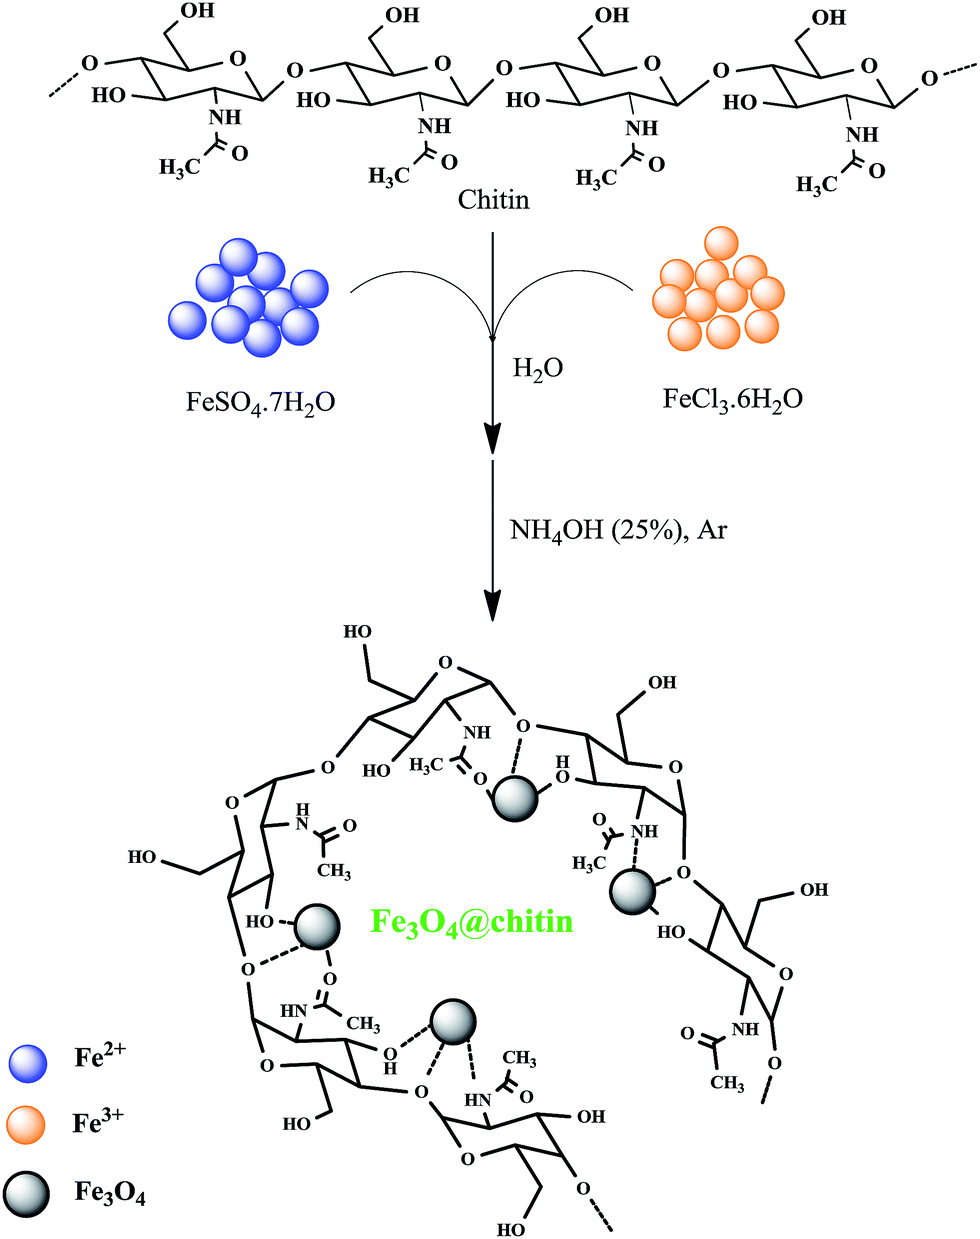 OH OH OH OH
O O O O O O O O O
HO HO HO HO
NH NH NH NH
H3C O H3C O H3C O H3C O
Chitin
H2O
FeSO4.7H2O FeCl3.6H2O
NH4OH (25%), Ar
HO
O OH
NH O
HO H3C O H O
O O
O H N O O NH
HO CH3 H3C O OH
HO Fe3O4@chitin HO
O O O
HN CH3 O NH
O O H CH3 O
Fe2+ O CH3
HN O
HO OH
Fe3+
O
Fe3O4 O
HO